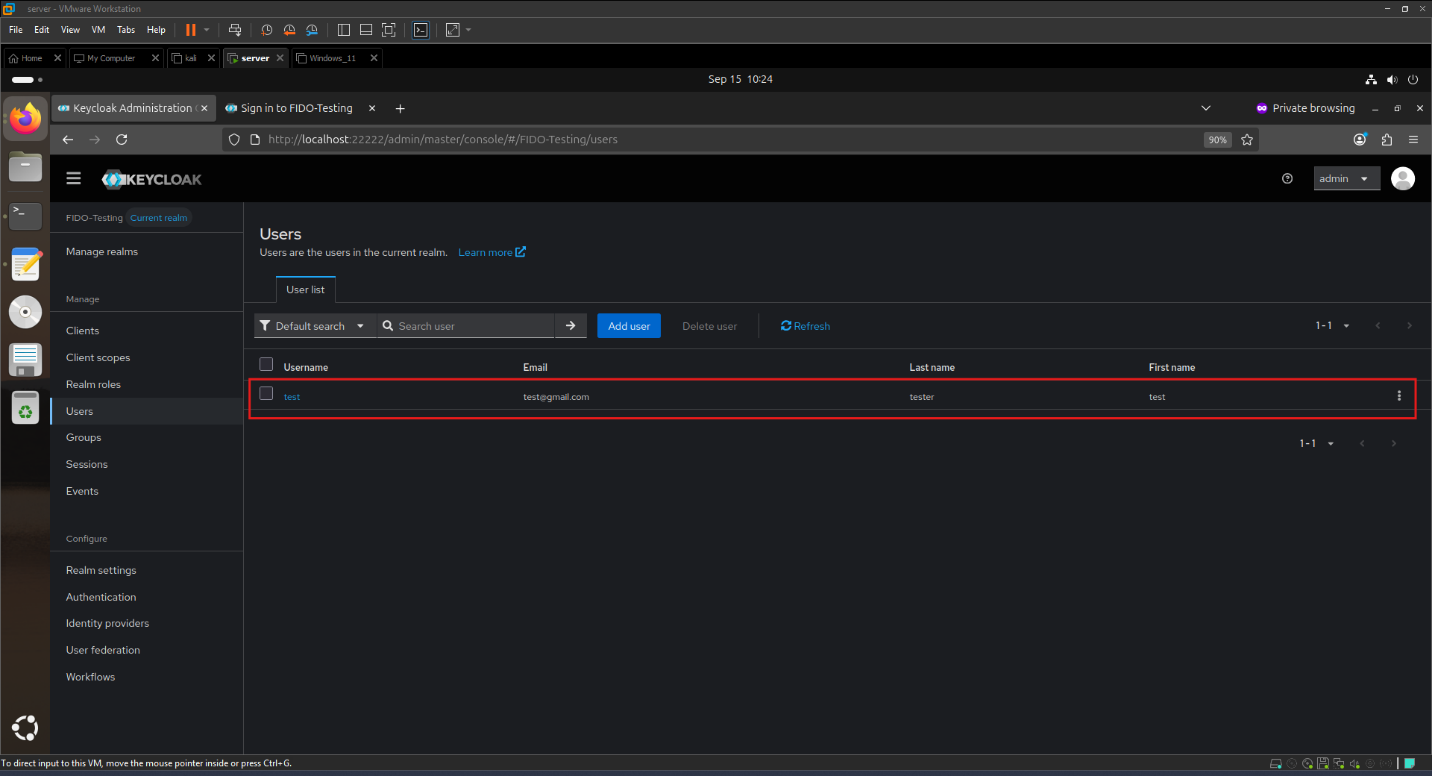 server - VMware Workstation
File Edit View VM Tabs Help
Home My Computer kali server Windows_11
Sep 15 10:24
Keycloak Administration Sign in to FIDO-Testing Private browsing
http://localhost:22222/admin/master/console/#/FIDO-Testing/users 90%
KEYCLOAK admin
FIDO-Testing Current realm
Manage realms
Manage
Clients
Client scopes
Realm roles
Users
Groups
Sessions
Events
Configure
Realm settings
Authentication
Identity providers
User federation
Workflows
Users
Users are the users in the current realm. Learn more
User list
Default search Search user Add user Delete user Refresh 1-1
Username Email Last name First name
test test@gmail.com tester test
1-1
To direct input to this VM, move the mouse pointer inside or press Ctrl+G.